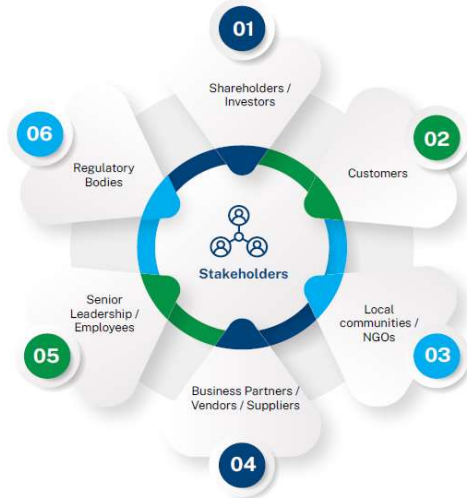 01
Shareholders /
Investors
02
Customers
03
Local
communities /
NGOs
04
Business Partners /
Vendors / Suppliers
05
Senior
Leadership /
Employees
06
Regulatory
Bodies
Stakeholders